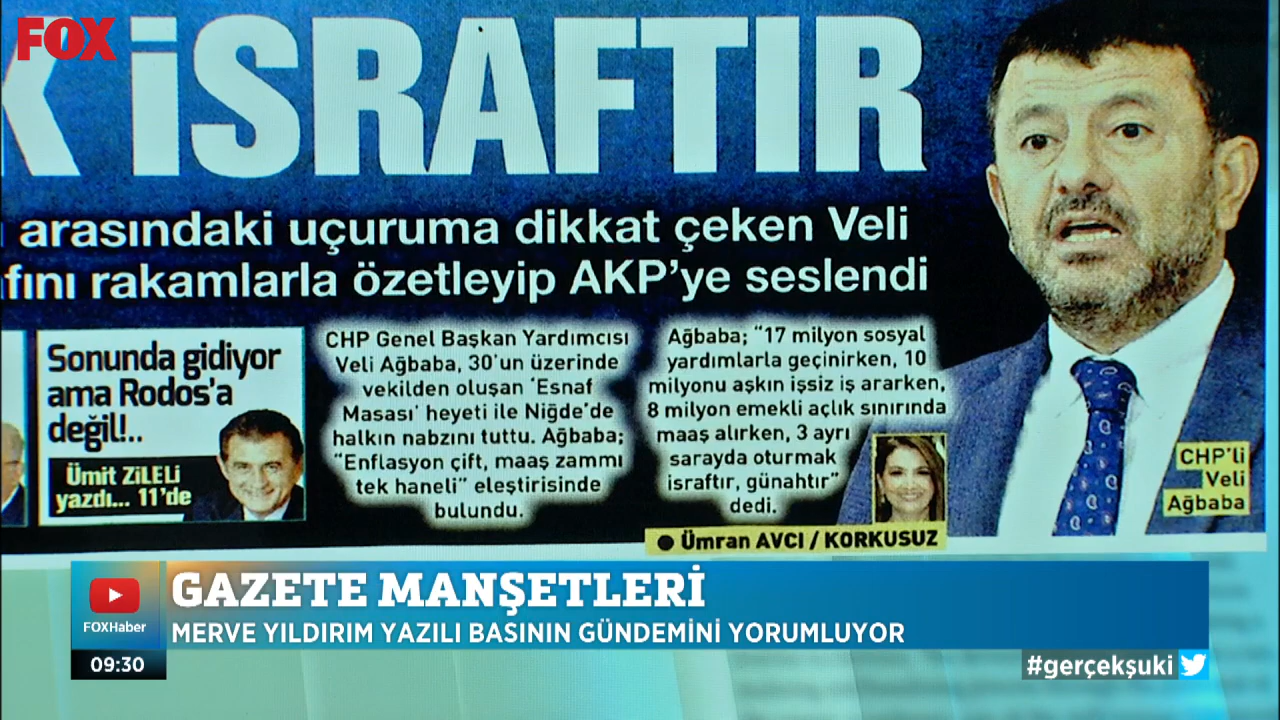 FOX
K İSRAFTIR
arasındaki uçuruma dikkat çeken Veli
rakamlarla özetleyip AKP'ye seslendi
Sonunda gidiyor
ama Rodos'a
değil!..
Ümit ZiLELi
yazdı... 11'de
CHP Genel Başkan Yardımcısı
Veli Ağbaba, 30'un üzerinde
vekilden oluşan 'Esnaf
Masası' heyeti ile Niğde'de
halkın nabzını tuttu. Ağbaba;
"Enflasyon çift, maaş zammı
tek haneli" eleştirisinde
bulundu.
Ağbaba; "17 milyon sosyal
yardımlarla geçinirken, 10
milyonu aşkın işsiz iş ararken,
8 milyon emekli açlık sınırında
maaş alırken, 3 ayrı
sarayda oturmak
israftır, günahtır"
dedi.
● Ümran AVCI / KORKUSUZ
CHP'li
Veli
Ağbaba
GAZETE MANŞETLERİ
MERVE YILDIRIM YAZILI BASININ GÜNDEMİNİ YORUMLUYOR
FOXHaber
09:30
#gerçekşuki